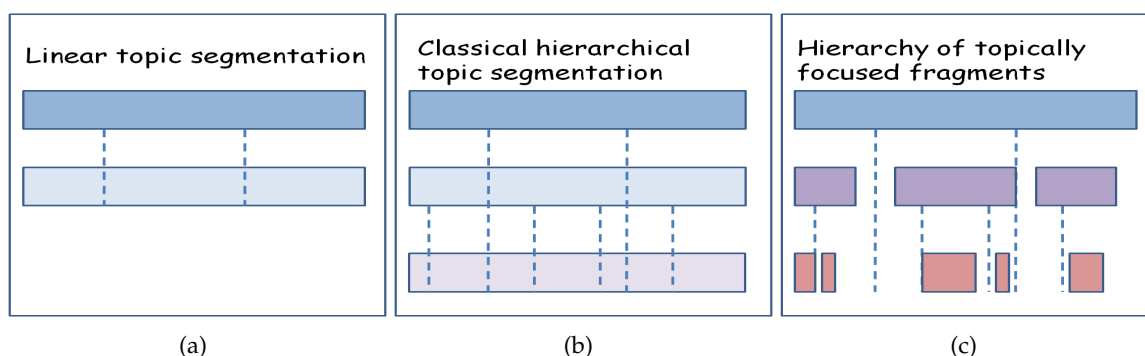 Linear topic segmentation
Classical hierarchical
topic segmentation
Hierarchy of topically
focused fragments
(a)
(b)
(c)